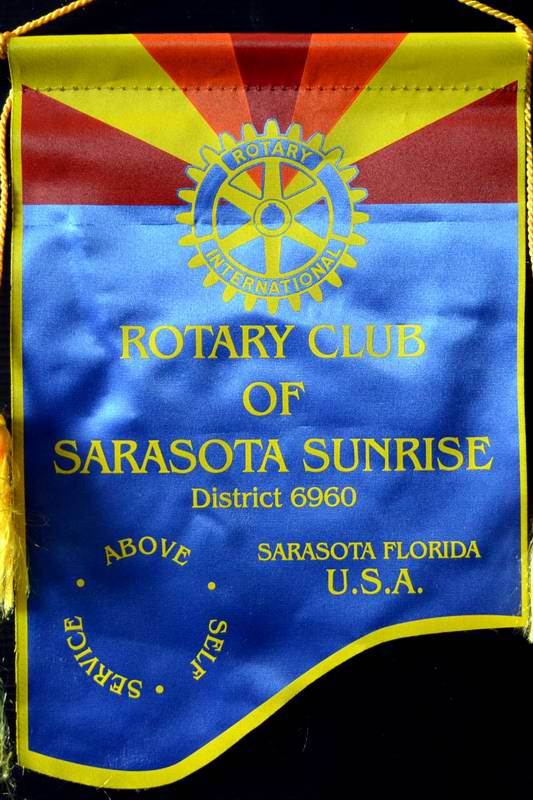 ROTARY
INTERNATIONAL
ROTARY CLUB
OF
SARASOTA SUNRISE
District 6960
SARASOTA FLORIDA
U.S.A.
SERVICE • ABOVE • SELF •